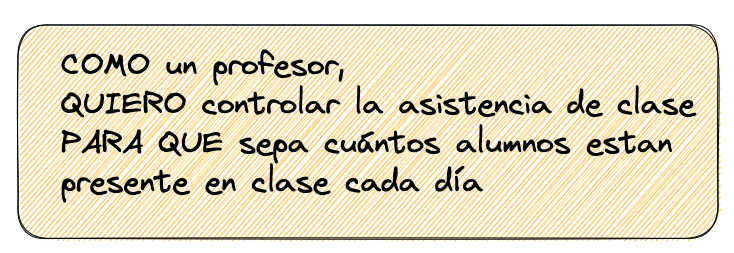 COMO un profesor,
QUIERO controlar la asistencia de clase
PARA QUE sepa cuántos alumnos estan
presente en clase cada día